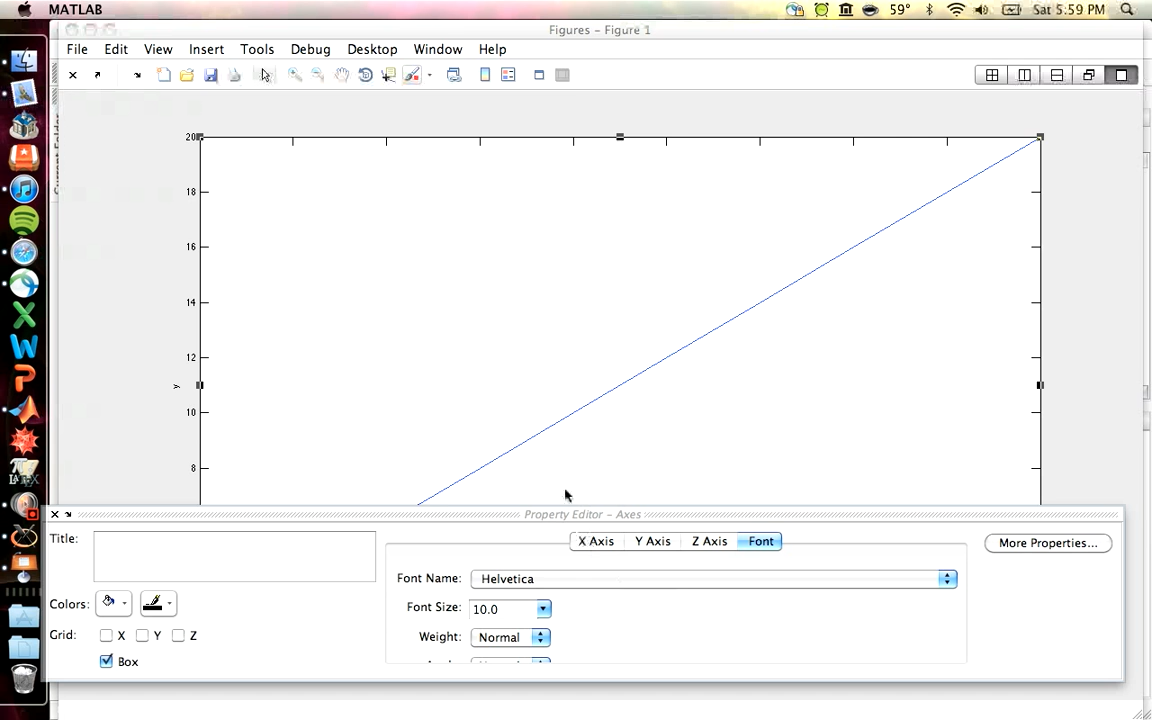 MATLAB 59° Sat 5:59 PM
Figures - Figure 1
File Edit View Insert Tools Debug Desktop Window Help
Current Folder
20
18
16
14
12
y
10
8
Property Editor - Axes
Title: X Axis Y Axis Z Axis Font More Properties...
Font Name: Helvetica
Colors: Font Size: 10.0
Grid: X Y Z Weight: Normal
Box